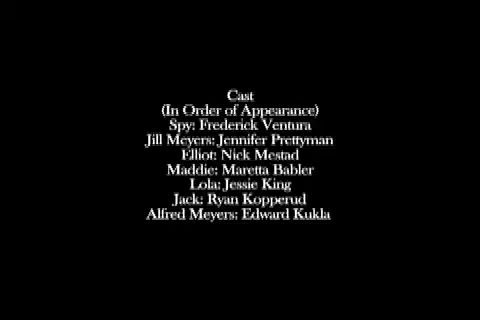 Cast
(In Order of Appearance)
Spy: Frederick Ventura
Jill Meyers: Jennifer Prettyman
Elliot: Nick Mestad
Maddie: Maretta Babler
Lola: Jessie King
Jack: Ryan Kopperud
Alfred Meyers: Edward Kukla